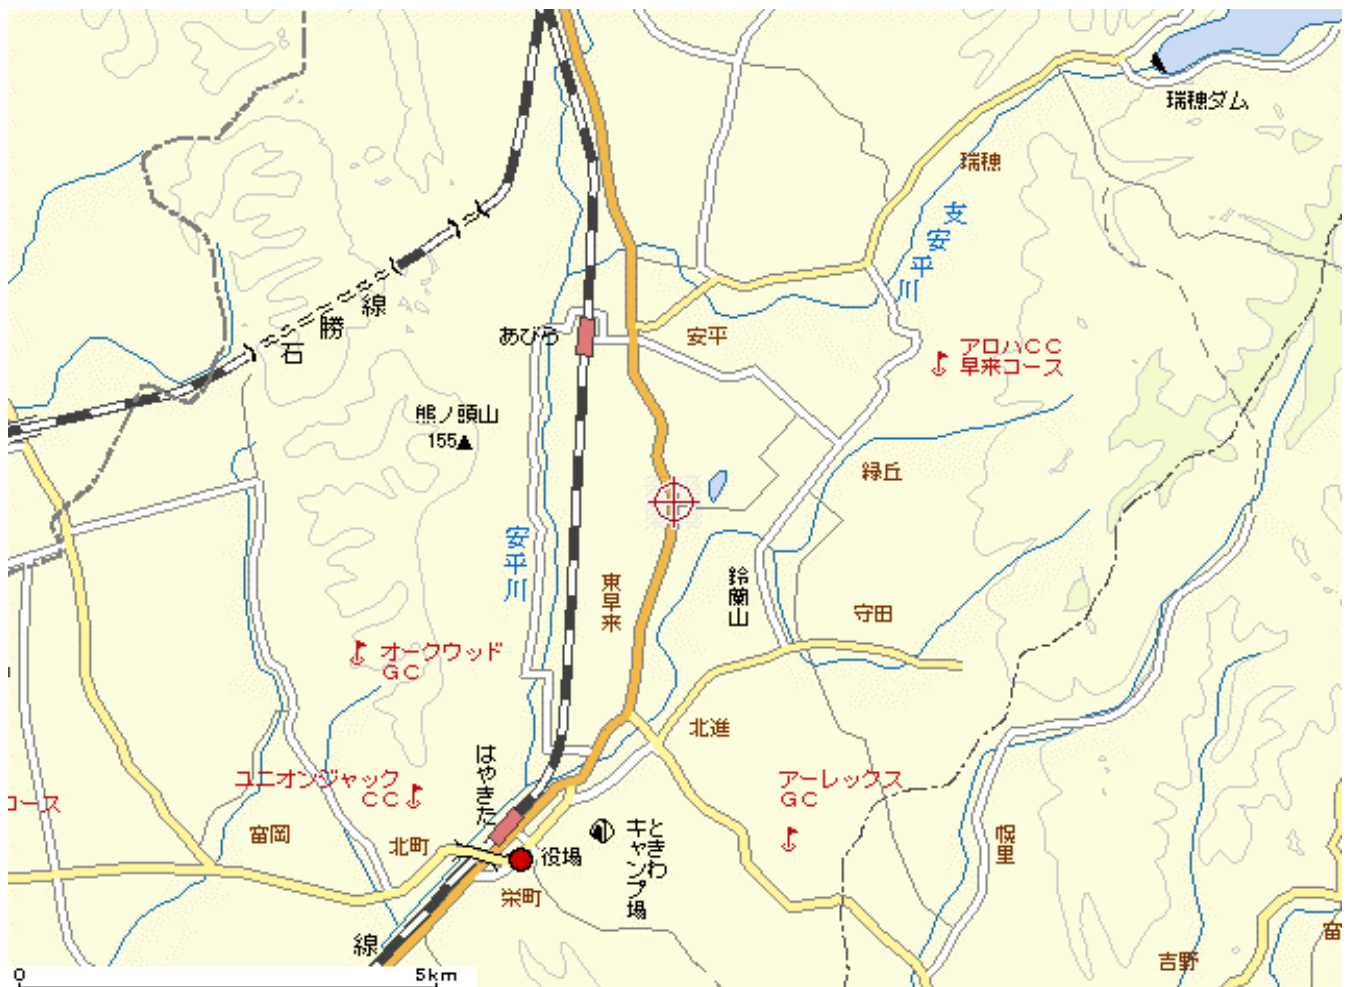 瑞穂ダム
瑞穂
支安平川
石勝線
あびら
安平
アロハCC
早来コース
熊ノ頭山
155▲
緑丘
安平川
東早来
鈴蘭山
守田
オークウッド
GC
北進
はやきた
ユニオンジャック
CC
アーレックス
GC
コース
富岡
北町
役場
ときわ
キャンプ場
幌里
栄町
線
富
吉野
0
5km